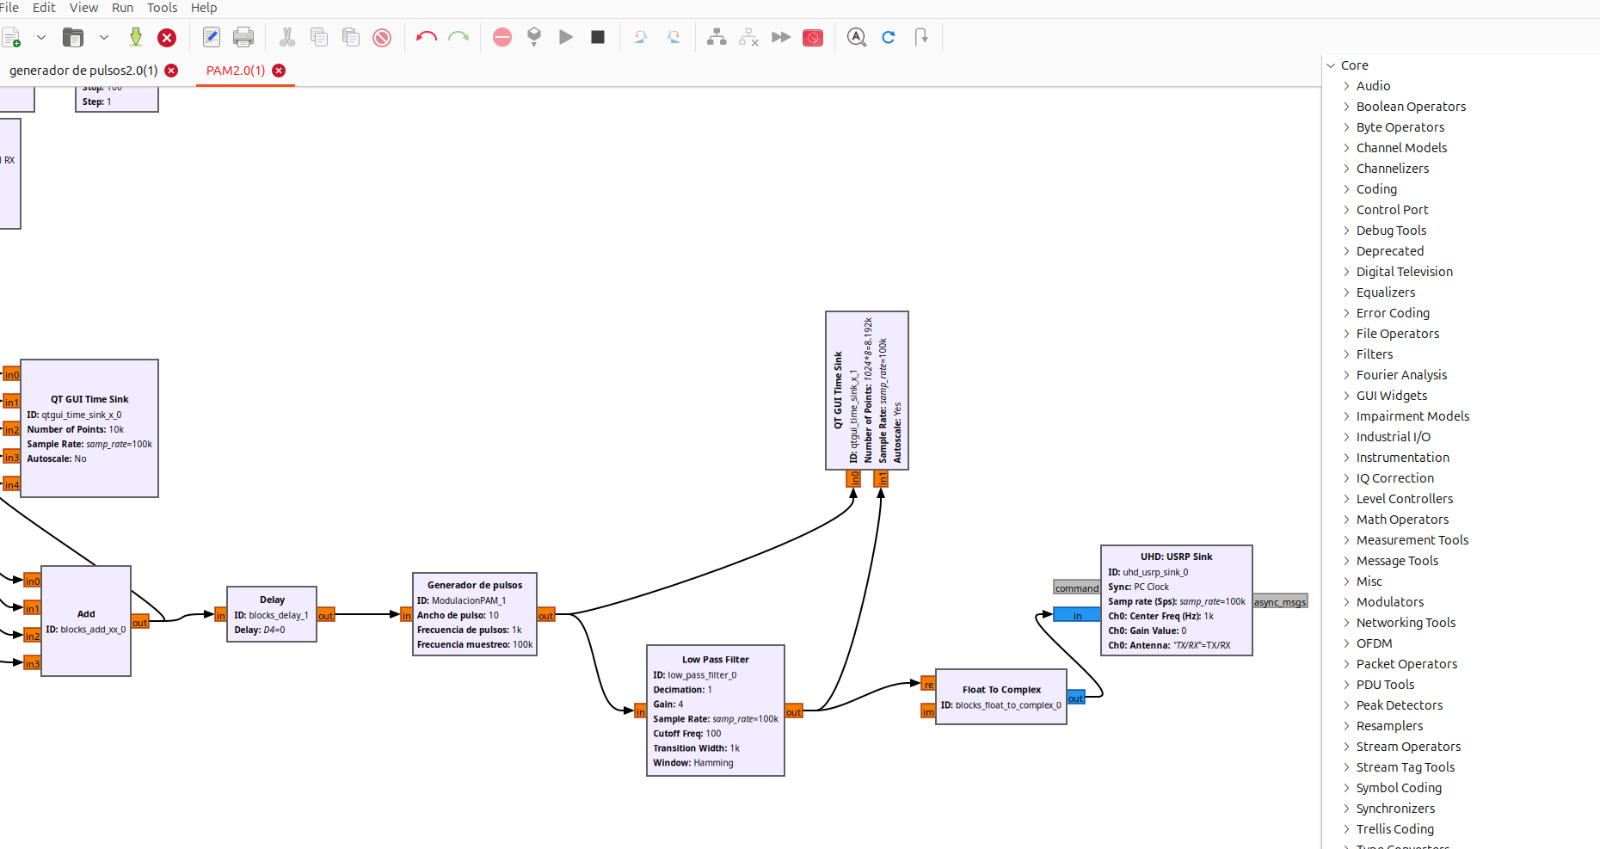 File Edit View Run Tools Help
generador de pulsos2.0(1)
PAM2.0(1)
Stop: 100
Step: 1
RX
in0
in1
in2
in3
in4
QT GUI Time Sink
ID: qtgui_time_sink_x_0
Number of Points: 10k
Sample Rate: samp_rate=100k
Autoscale: No
in0
in1
in2
in3
Add
ID: blocks_add_xx_0
out
in
Delay
ID: blocks_delay_1
Delay: D4=0
out
in
Generador de pulsos
ID: ModulacionPAM_1
Ancho de pulso: 10
Frecuencia de pulsos: 1k
Frecuencia muestreo: 100k
out
QT GUI Time Sink
ID: qtgui_time_sink_x_1
Number of Points: 1024*8=8.192k
Sample Rate: samp_rate=100k
Autoscale: Yes
in0
in1
in
Low Pass Filter
ID: low_pass_filter_0
Decimation: 1
Gain: 4
Sample Rate: samp_rate=100k
Cutoff Freq: 100
Transition Width: 1k
Window: Hamming
out
re
im
Float To Complex
ID: blocks_float_to_complex_0
out
command
in
UHD: USRP Sink
ID: uhd_usrp_sink_0
Sync: PC Clock
Samp rate (Sps): samp_rate=100k
Ch0: Center Freq (Hz): 1k
Ch0: Gain Value: 0
Ch0: Antenna: "TX/RX"=TX/RX
async_msgs
Core
Audio
Boolean Operators
Byte Operators
Channel Models
Channelizers
Coding
Control Port
Debug Tools
Deprecated
Digital Television
Equalizers
Error Coding
File Operators
Filters
Fourier Analysis
GUI Widgets
Impairment Models
Industrial I/O
Instrumentation
IQ Correction
Level Controllers
Math Operators
Measurement Tools
Message Tools
Misc
Modulators
Networking Tools
OFDM
Packet Operators
PDU Tools
Peak Detectors
Resamplers
Stream Operators
Stream Tag Tools
Symbol Coding
Synchronizers
Trellis Coding
Type Converters